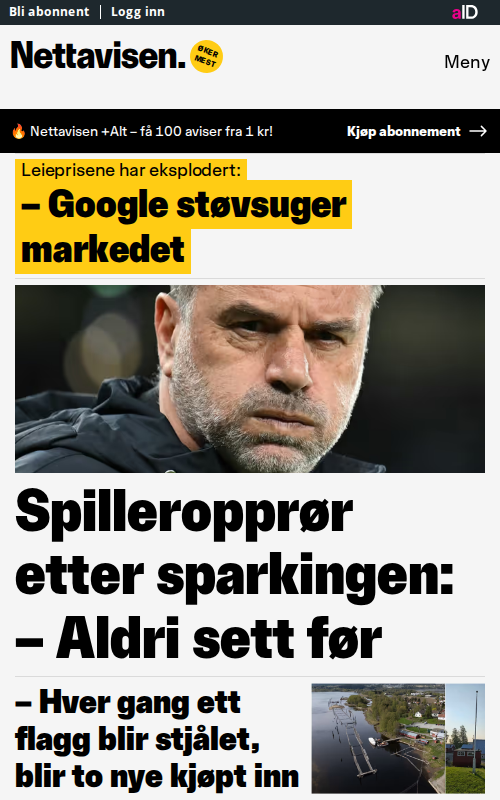 Bli abonnent | Logg inn
aID
Nettavisen.
ØKER
MEST
Meny
🔥 Nettavisen +Alt – få 100 aviser fra 1 kr!
Kjøp abonnement →
Leieprisene har eksplodert:
– Google støvsuger
markedet
Spilleropprør
etter sparkingen:
– Aldri sett før
– Hver gang ett
flagg blir stjålet,
blir to nye kjøpt inn